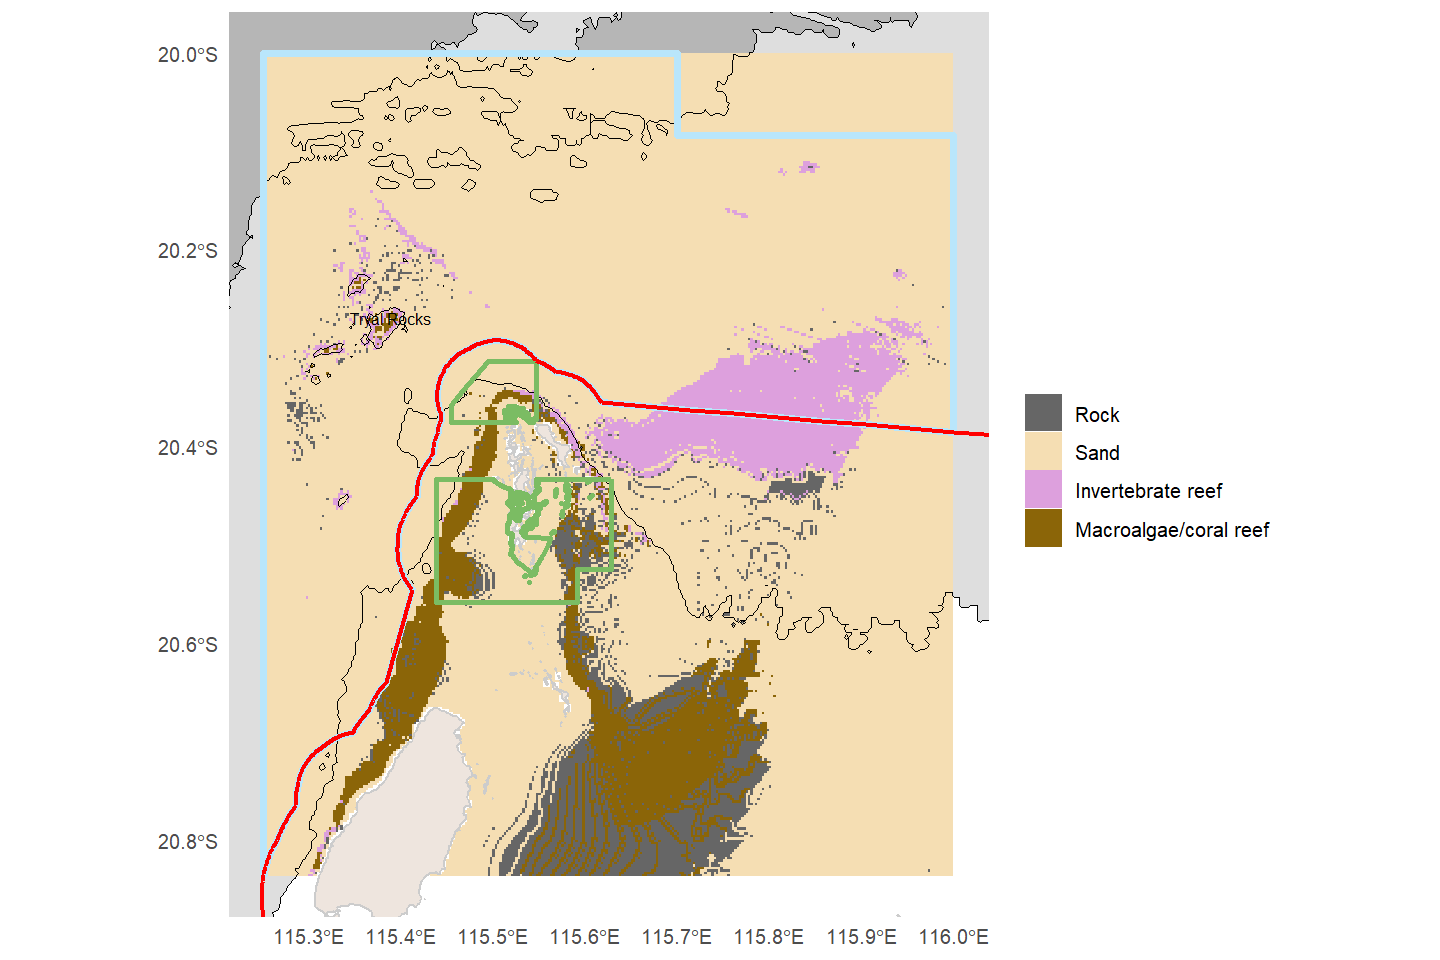 20.0°S
20.2°S
Tryal Rocks
20.4°S
20.6°S
20.8°S
115.3°E 115.4°E 115.5°E 115.6°E 115.7°E 115.8°E 115.9°E 116.0°E
Rock
Sand
Invertebrate reef
Macroalgae/coral reef